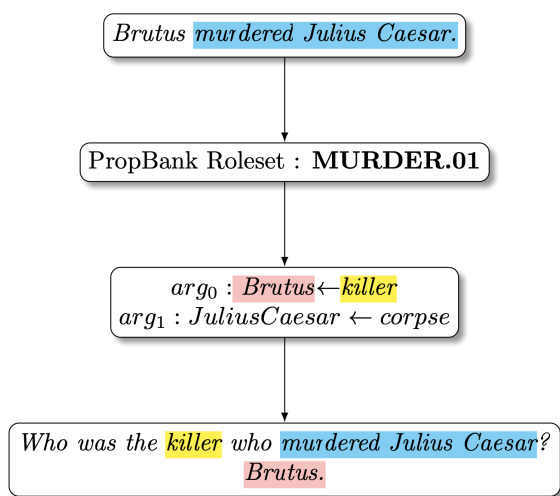 Brutus murdered Julius Caesar.
PropBank Roleset : MURDER.01
arg₀ : Brutus←killer
arg₁ : JuliusCaesar ← corpse
Who was the killer who murdered Julius Caesar?
Brutus.